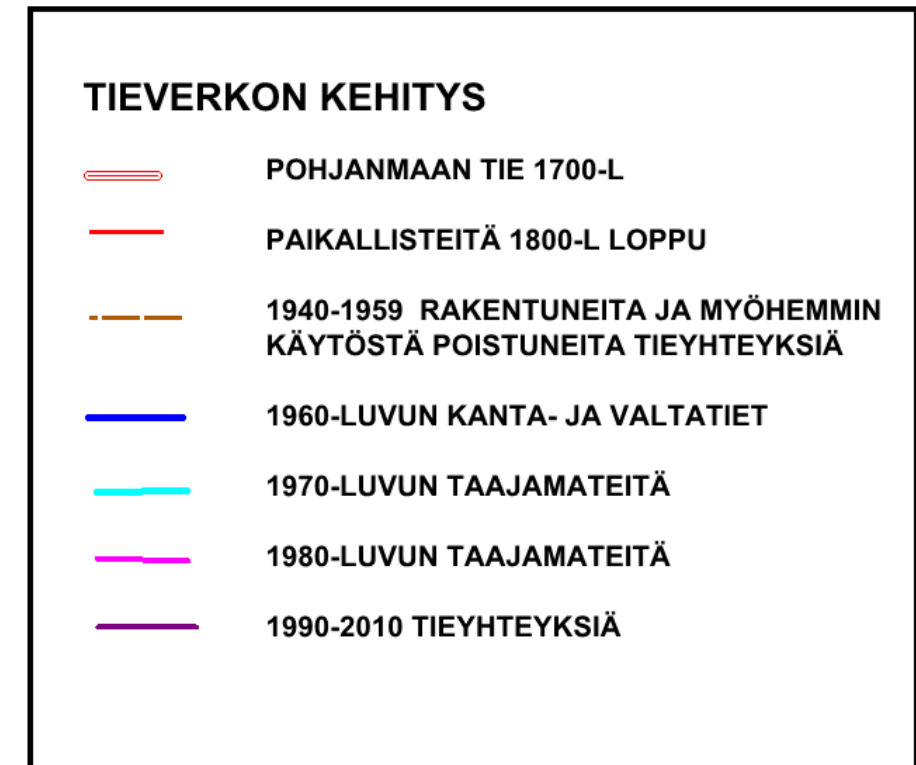 TIEVERKON KEHITYS
POHJANMAAN TIE 1700-L
PAIKALLISTEITÄ 1800-L LOPPU
1940-1959 RAKENTUNEITA JA MYÖHEMMIN
KÄYTÖSTÄ POISTUNEITA TIEYHTEYKSIÄ
1960-LUVUN KANTA- JA VALTATIET
1970-LUVUN TAAJAMATEITÄ
1980-LUVUN TAAJAMATEITÄ
1990-2010 TIEYHTEYKSIÄ